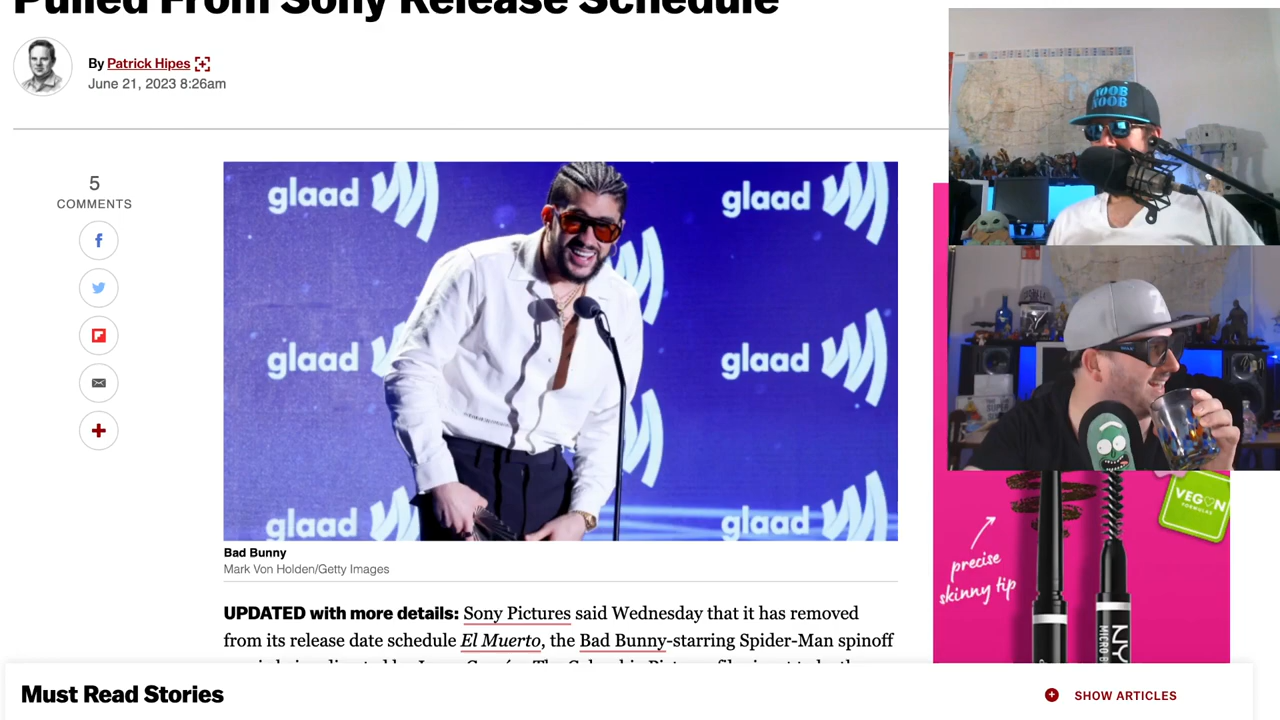 Pulled From Sony Release Schedule
By Patrick Hipes
June 21, 2023 8:26am
5
COMMENTS
glaad
glaad
glaad
glaad
glaad
glaad
NOOB
NOOB
VEGAN
FORMULAS
precise
skinny tip
NYX
MICRO
Bad Bunny
Mark Von Holden/Getty Images
UPDATED with more details: Sony Pictures said Wednesday that it has removed
from its release date schedule El Muerto, the Bad Bunny-starring Spider-Man spinoff
Must Read Stories
SHOW ARTICLES